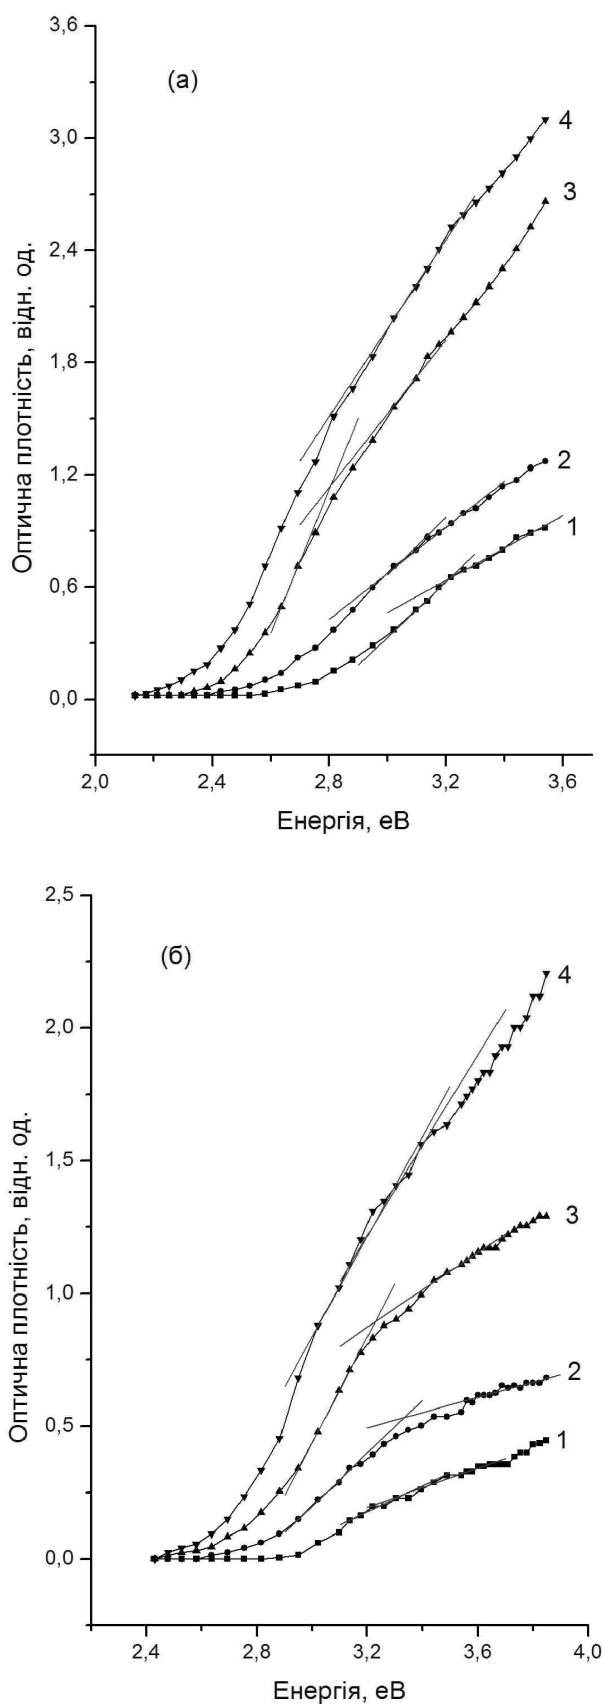 3,6
(а)
4
3,0
3
2,4
Оптична плотність, відн. од.
1,8
2
1,2
1
0,6
0,0
2,0 2,4 2,8 3,2 3,6
Енергія, еВ
2,5
(б)
4
2,0
Оптична плотність, відн. од.
1,5
3
1,0
2
0,5
1
0,0
2,4 2,8 3,2 3,6 4,0
Енергія, еВ